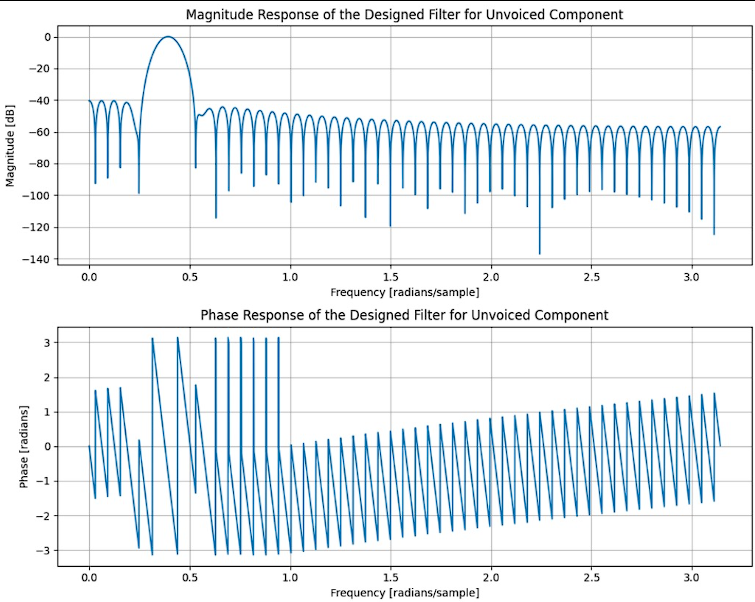 Magnitude Response of the Designed Filter for Unvoiced Component
Magnitude [dB]
0
−20
−40
−60
−80
−100
−120
−140
0.0 0.5 1.0 1.5 2.0 2.5 3.0
Frequency [radians/sample]
Phase Response of the Designed Filter for Unvoiced Component
Phase [radians]
3
2
1
0
−1
−2
−3
0.0 0.5 1.0 1.5 2.0 2.5 3.0
Frequency [radians/sample]